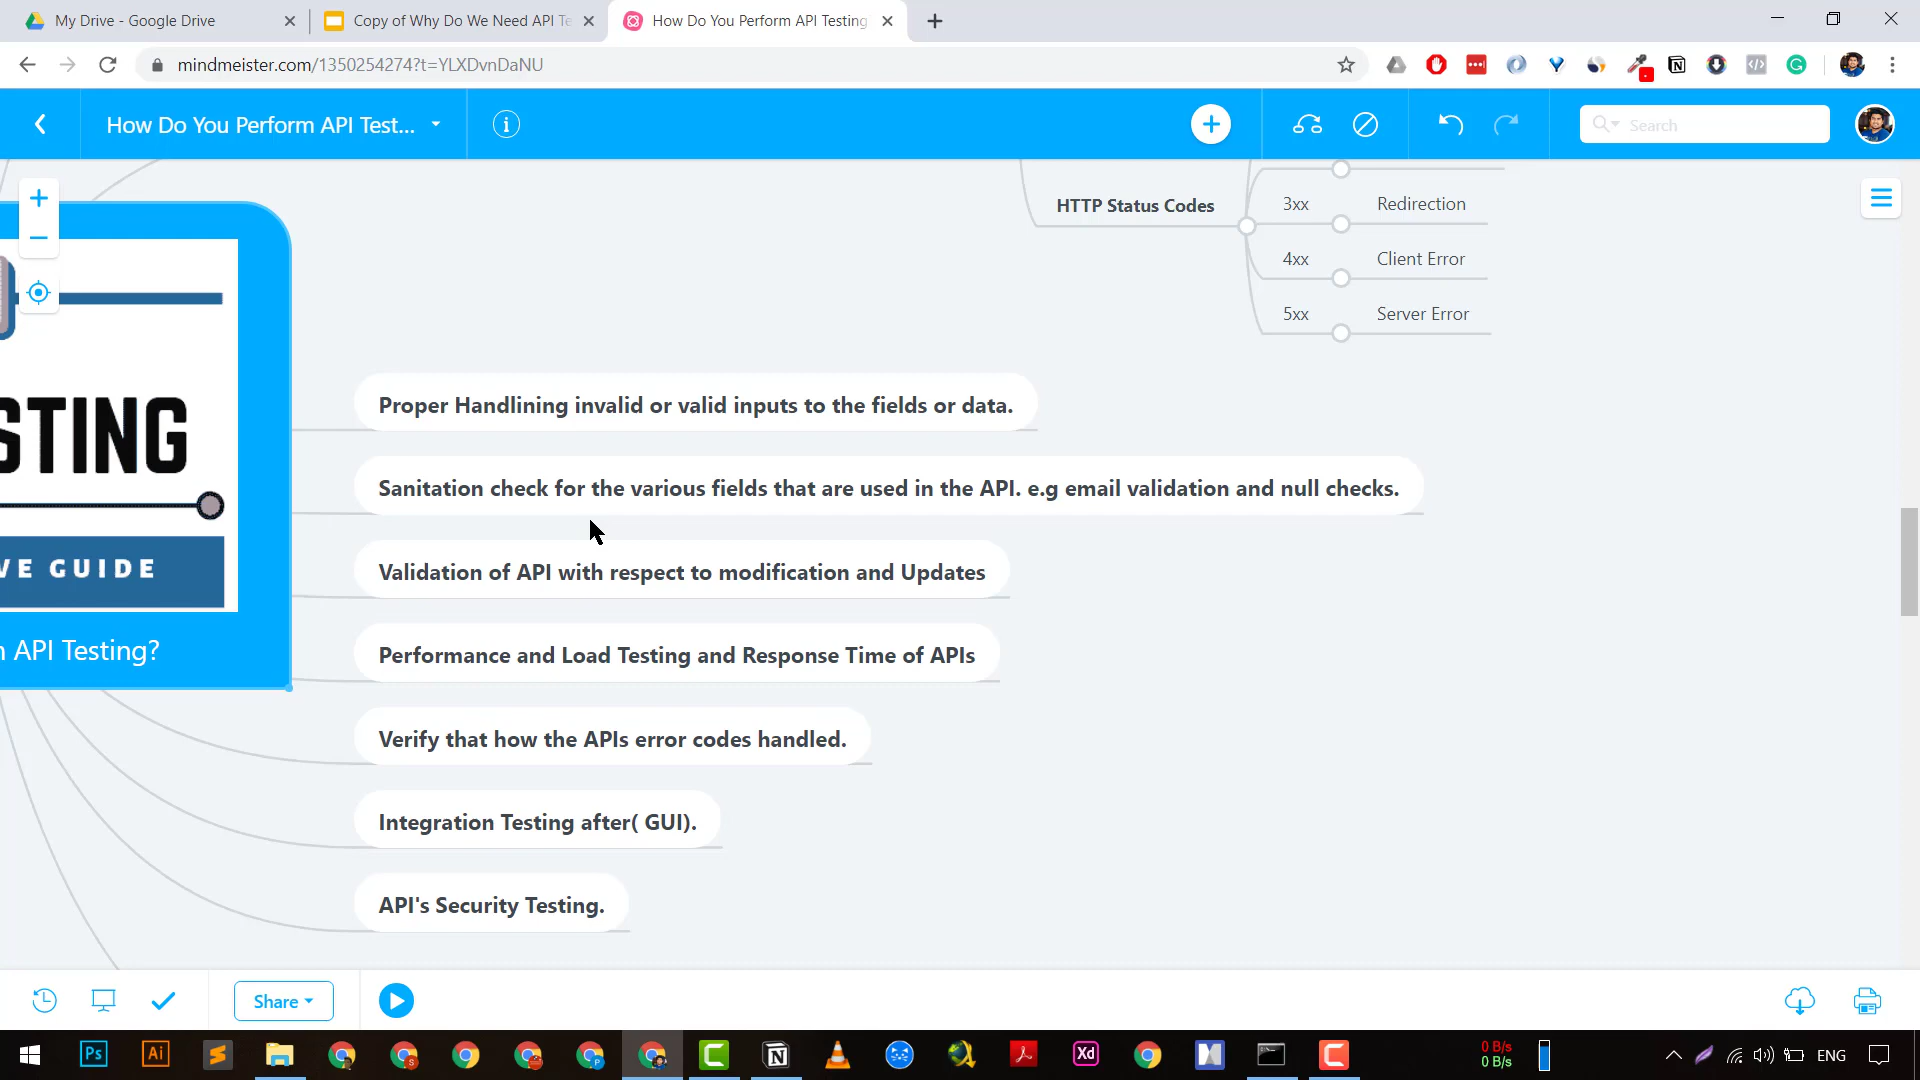 My Drive - Google Drive
Copy of Why Do We Need API Te
How Do You Perform API Testing
mindmeister.com/1350254274?t=YLXDvnDaNU
How Do You Perform API Test...
Search
HTTP Status Codes
3xx Redirection
4xx Client Error
5xx Server Error
STING
VE GUIDE
API Testing?
Proper Handlining invalid or valid inputs to the fields or data.
Sanitation check for the various fields that are used in the API. e.g email validation and null checks.
Validation of API with respect to modification and Updates
Performance and Load Testing and Response Time of APIs
Verify that how the APIs error codes handled.
Integration Testing after( GUI).
API's Security Testing.
Share
Ps
Ai
Xd
0 B/s
0 B/s
ENG